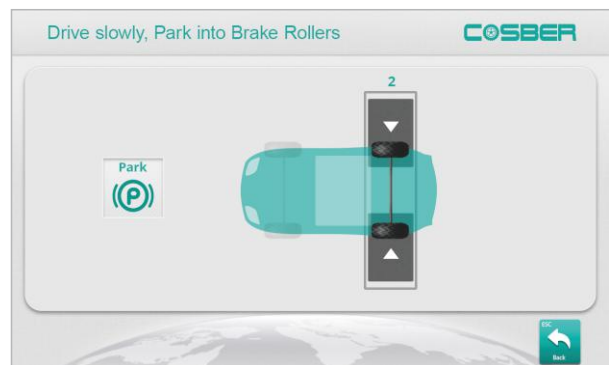 Drive slowly, Park into Brake Rollers
COSBER
2
Park
P
ESC
Back